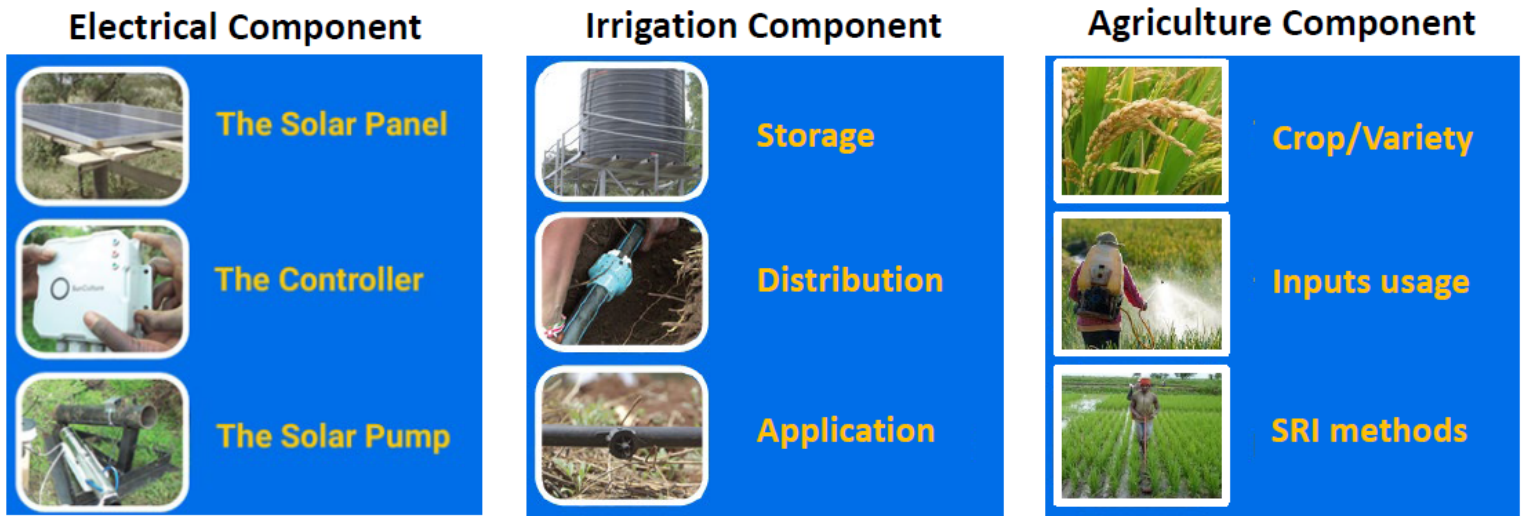 Electrical Component
The Solar Panel
The Controller
SunCulture
The Solar Pump
Irrigation Component
Storage
Distribution
Application
Agriculture Component
Crop/Variety
Inputs usage
SRI methods